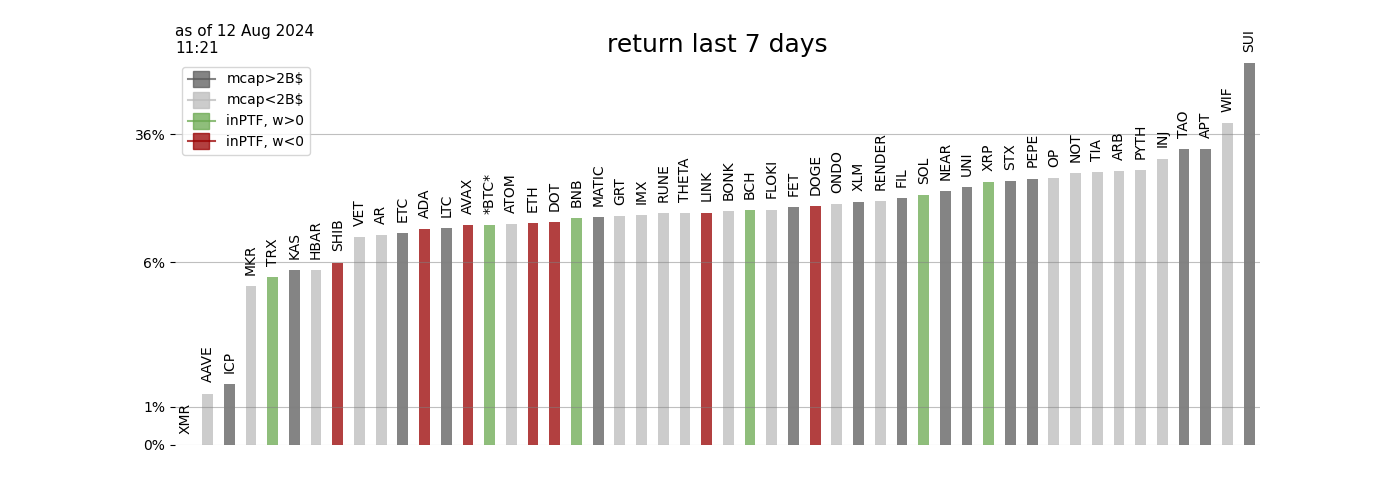 as of 12 Aug 2024
11:21
return last 7 days
mcap>2B$
mcap<2B$
inPTF, w>0
inPTF, w<0
36%
6%
1%
0%
XMR
AAVE
ICP
MKR
TRX
KAS
HBAR
SHIB
VET
AR
ETC
ADA
LTC
AVAX
*BTC*
ATOM
ETH
DOT
BNB
MATIC
GRT
IMX
RUNE
THETA
LINK
BONK
BCH
FLOKI
FET
DOGE
ONDO
XLM
RENDER
FIL
SOL
NEAR
UNI
XRP
STX
PEPE
OP
NOT
TIA
ARB
PYTH
INJ
TAO
APT
WIF
SUI